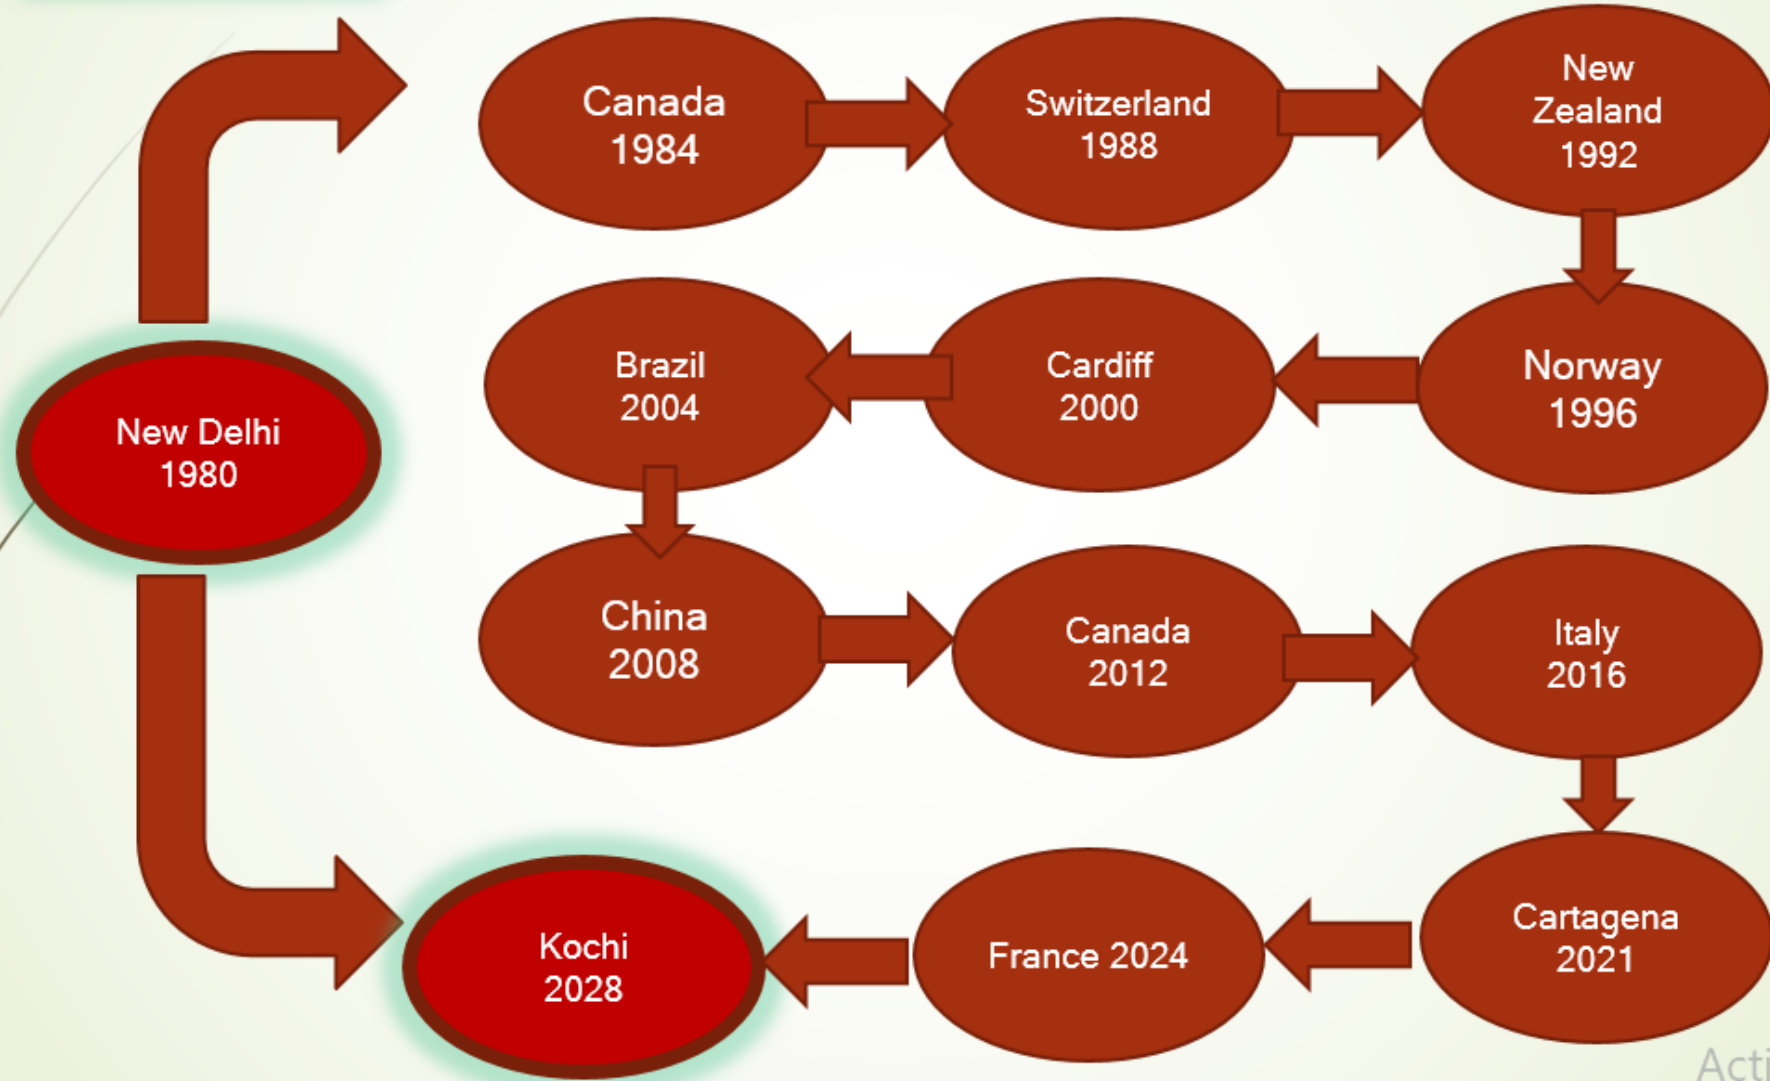 New Delhi
1980
Canada
1984
Switzerland
1988
New
Zealand
1992
Norway
1996
Cardiff
2000
Brazil
2004
China
2008
Canada
2012
Italy
2016
Cartagena
2021
France 2024
Kochi
2028
Acti